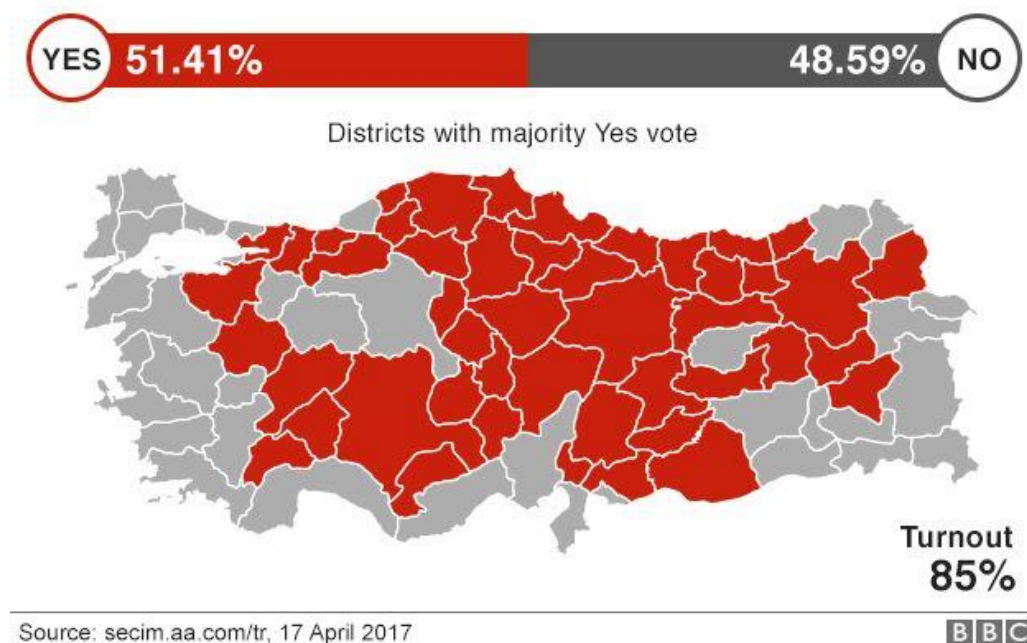 YES 51.41% 48.59% NO
Districts with majority Yes vote
Turnout
85%
Source: secim.aa.com/tr, 17 April 2017
BBC